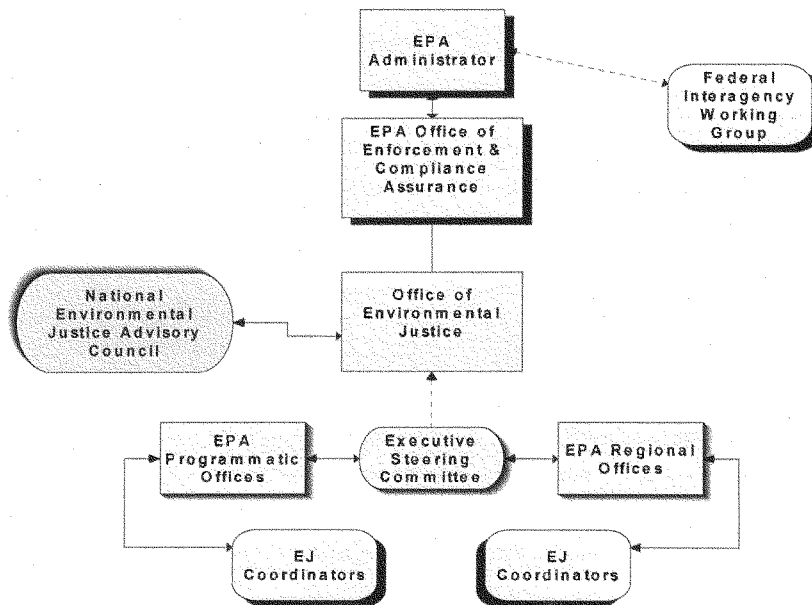 EPA
Administrator
Federal
Interagency
Working
Group
EPA Office of
Enforcement &
Compliance
Assurance
National
Environmental
Justice Advisory
Council
Office of
Environmental
Justice
EPA
Programmatic
Offices
Executive
Steering
Committee
EPA Regional
Offices
EJ
Coordinators
EJ
Coordinators